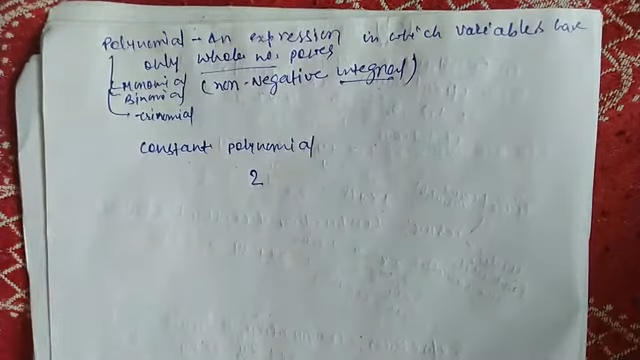 Polynomial - An expression in which variables have
only whole no. powes
Monomial (non-negative integral)
Binomial
Trinomial
constant polynomial
2